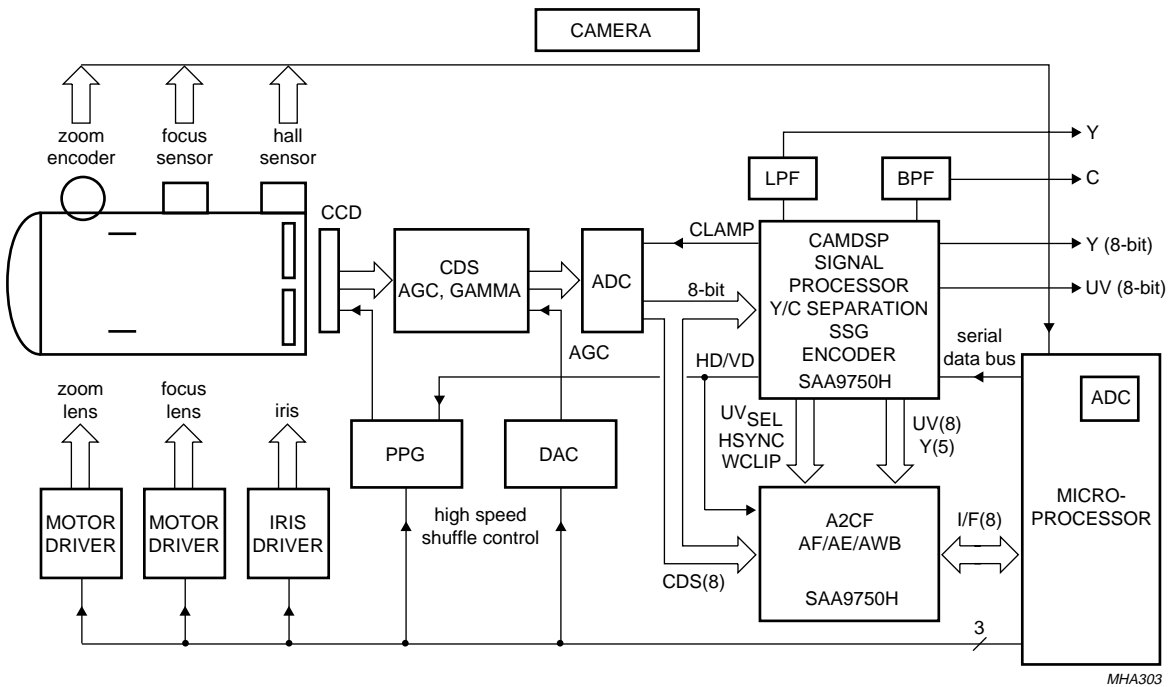 CAMERA
zoom
encoder
focus
sensor
hall
sensor
Y
LPF
BPF
C
CCD
CDS
AGC, GAMMA
ADC
CLAMP
8-bit
CAMDSP
SIGNAL
PROCESSOR
Y/C SEPARATION
SSG
ENCODER
SAA9750H
Y (8-bit)
UV (8-bit)
AGC
HD/VD
serial
data bus
zoom
lens
focus
lens
iris
PPG
DAC
UVSEL
HSYNC
WCLIP
UV(8)
Y(5)
ADC
MICRO-
PROCESSOR
MOTOR
DRIVER
MOTOR
DRIVER
IRIS
DRIVER
high speed
shuffle control
A2CF
AF/AE/AWB
SAA9750H
I/F(8)
CDS(8)
3
MHA303